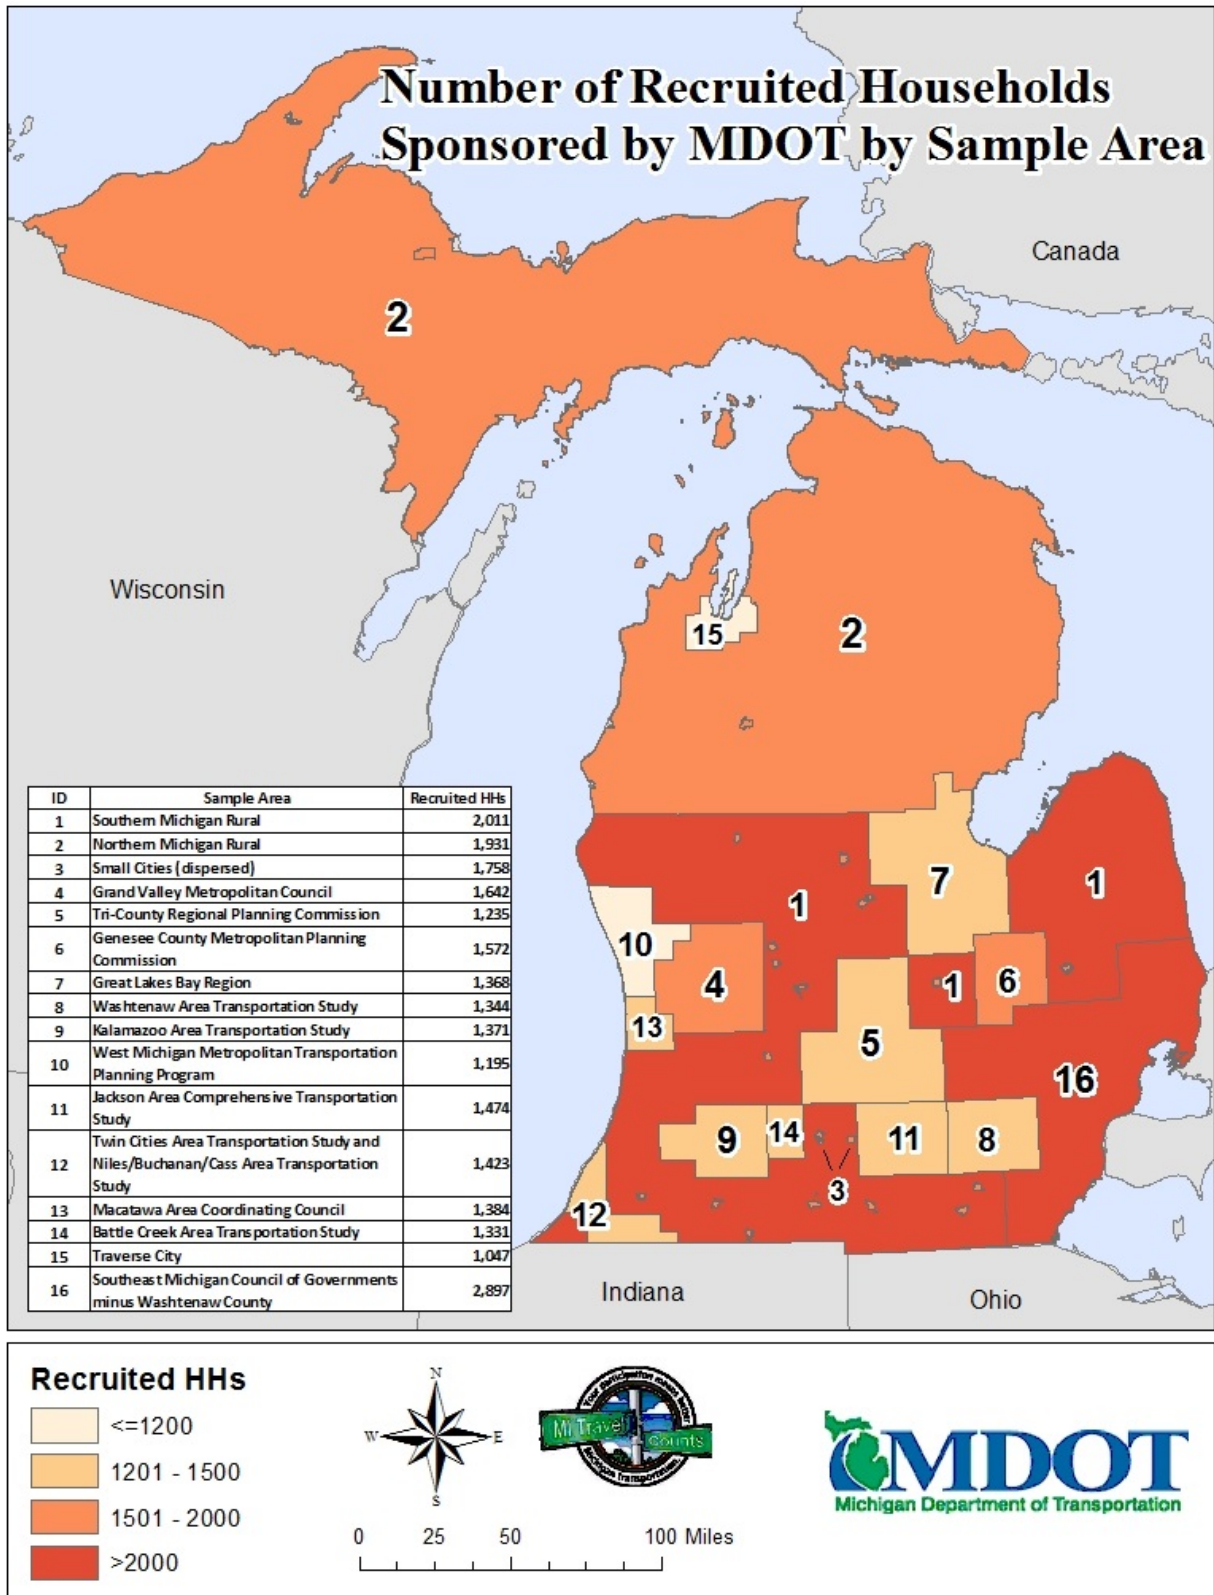 Number of Recruited Households
Sponsored by MDOT by Sample Area
Canada
2
Wisconsin
15
2
ID Sample Area Recruited HHs
1 Southern Michigan Rural 2,011
2 Northern Michigan Rural 1,931
3 Small Cities (dispersed) 1,758
4 Grand Valley Metropolitan Council 1,642
5 Tri-County Regional Planning Commission 1,235
6 Genesee County Metropolitan Planning
Commission 1,572
7 Great Lakes Bay Region 1,368
8 Washtenaw Area Transportation Study 1,344
9 Kalamazoo Area Transportation Study 1,371
10 West Michigan Metropolitan Transportation
Planning Program 1,195
11 Jackson Area Comprehensive Transportation
Study 1,474
12 Twin Cities Area Transportation Study and
Niles/Buchanan/Cass Area Transportation
Study 1,423
13 Macatawa Area Coordinating Council 1,384
14 Battle Creek Area Transportation Study 1,331
15 Traverse City 1,047
16 Southeast Michigan Council of Governments
minus Washtenaw County 2,897
7
1
1
10
4
1
6
13
5
16
9
14
11
8
3
12
Indiana
Ohio
Recruited HHs
<=1200
1201 - 1500
1501 - 2000
>2000
N
W E
S
0 25 50 100 Miles
Your participation means better
MI Travel
Counts
Michigan Transportation.
MDOT
Michigan Department of Transportation